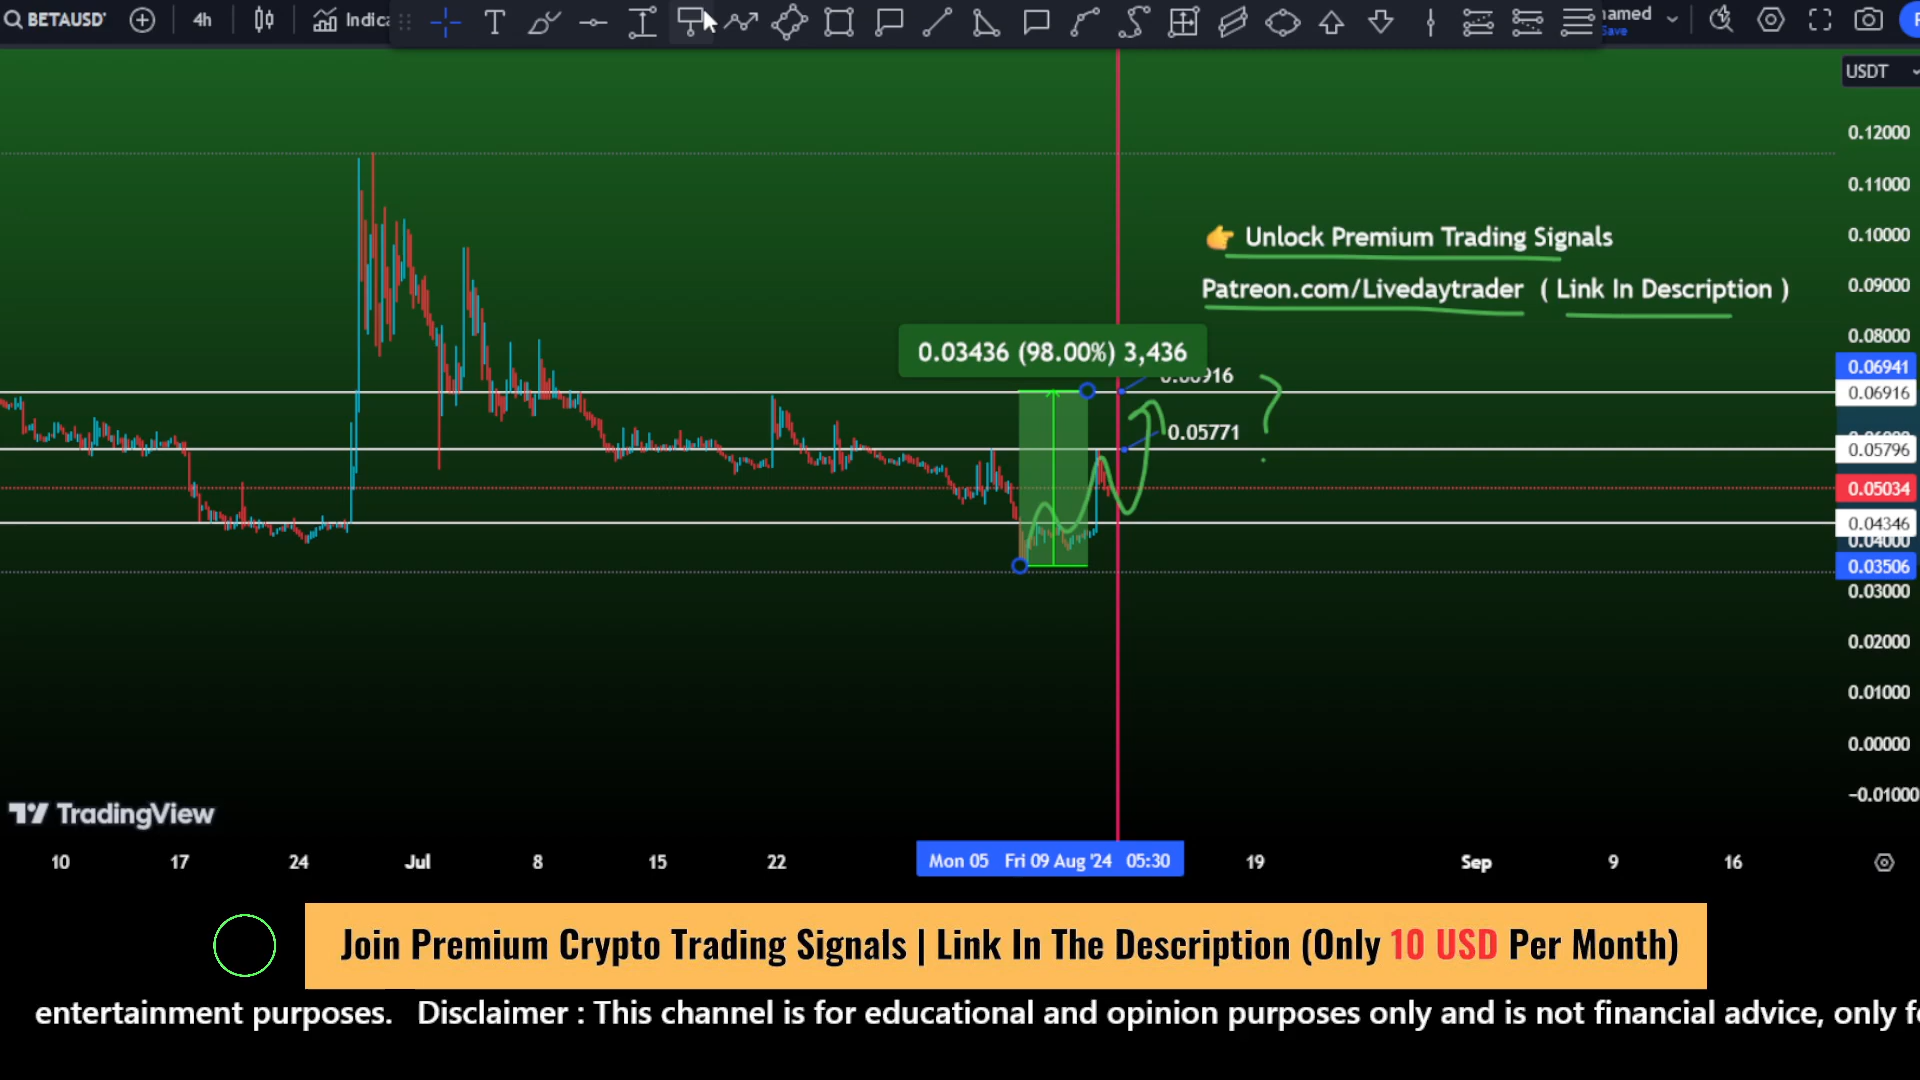 BETAUSD'
4h
Indica
named
Save
USDT
0.12000
0.11000
👉 Unlock Premium Trading Signals
0.10000
Patreon.com/Livedaytrader ( Link In Description )
0.09000
0.08000
0.03436 (98.00%) 3,436
0.06941
0.06916
?
0.05771
0.05796
0.05034
0.04346
0.04000
0.03506
0.03000
0.02000
0.01000
0.00000
−0.01000
TradingView
10 17 24 Jul 8 15 22 Mon 05 Fri 09 Aug '24 05:30 19 Sep 9 16
Join Premium Crypto Trading Signals | Link In The Description (Only 10 USD Per Month)
entertainment purposes. Disclaimer : This channel is for educational and opinion purposes only and is not financial advice, only fo